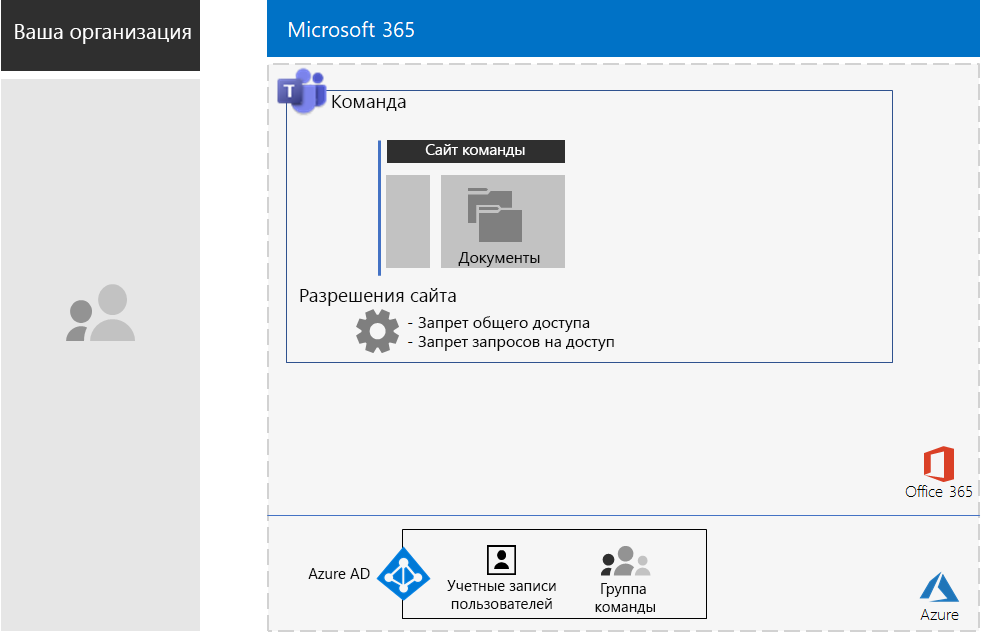 Ваша организация
Microsoft 365
T
Команда
Сайт команды
Документы
Разрешения сайта
- Запрет общего доступа
- Запрет запросов на доступ
Office 365
Azure AD
Учетные записи
пользователей
Группа
команды
Azure